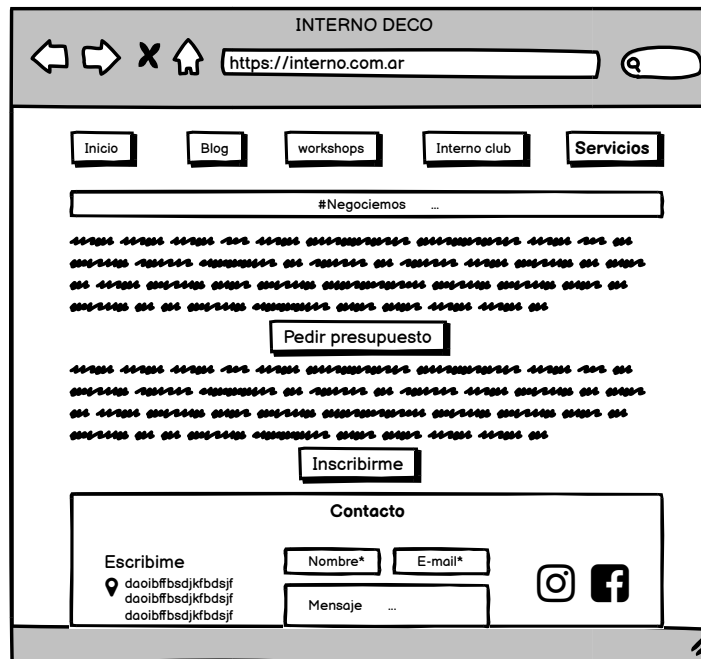 INTERNO DECO
https://interno.com.ar
Inicio Blog workshops Interno club Servicios
#Negociemos ...
Pedir presupuesto
Inscribirme
Contacto
Escribime
daoibffbsdjkfbdsjf
daoibffbsdjkfbdsjf
daoibffbsdjkfbdsjf
Nombre* E-mail*
Mensaje ...